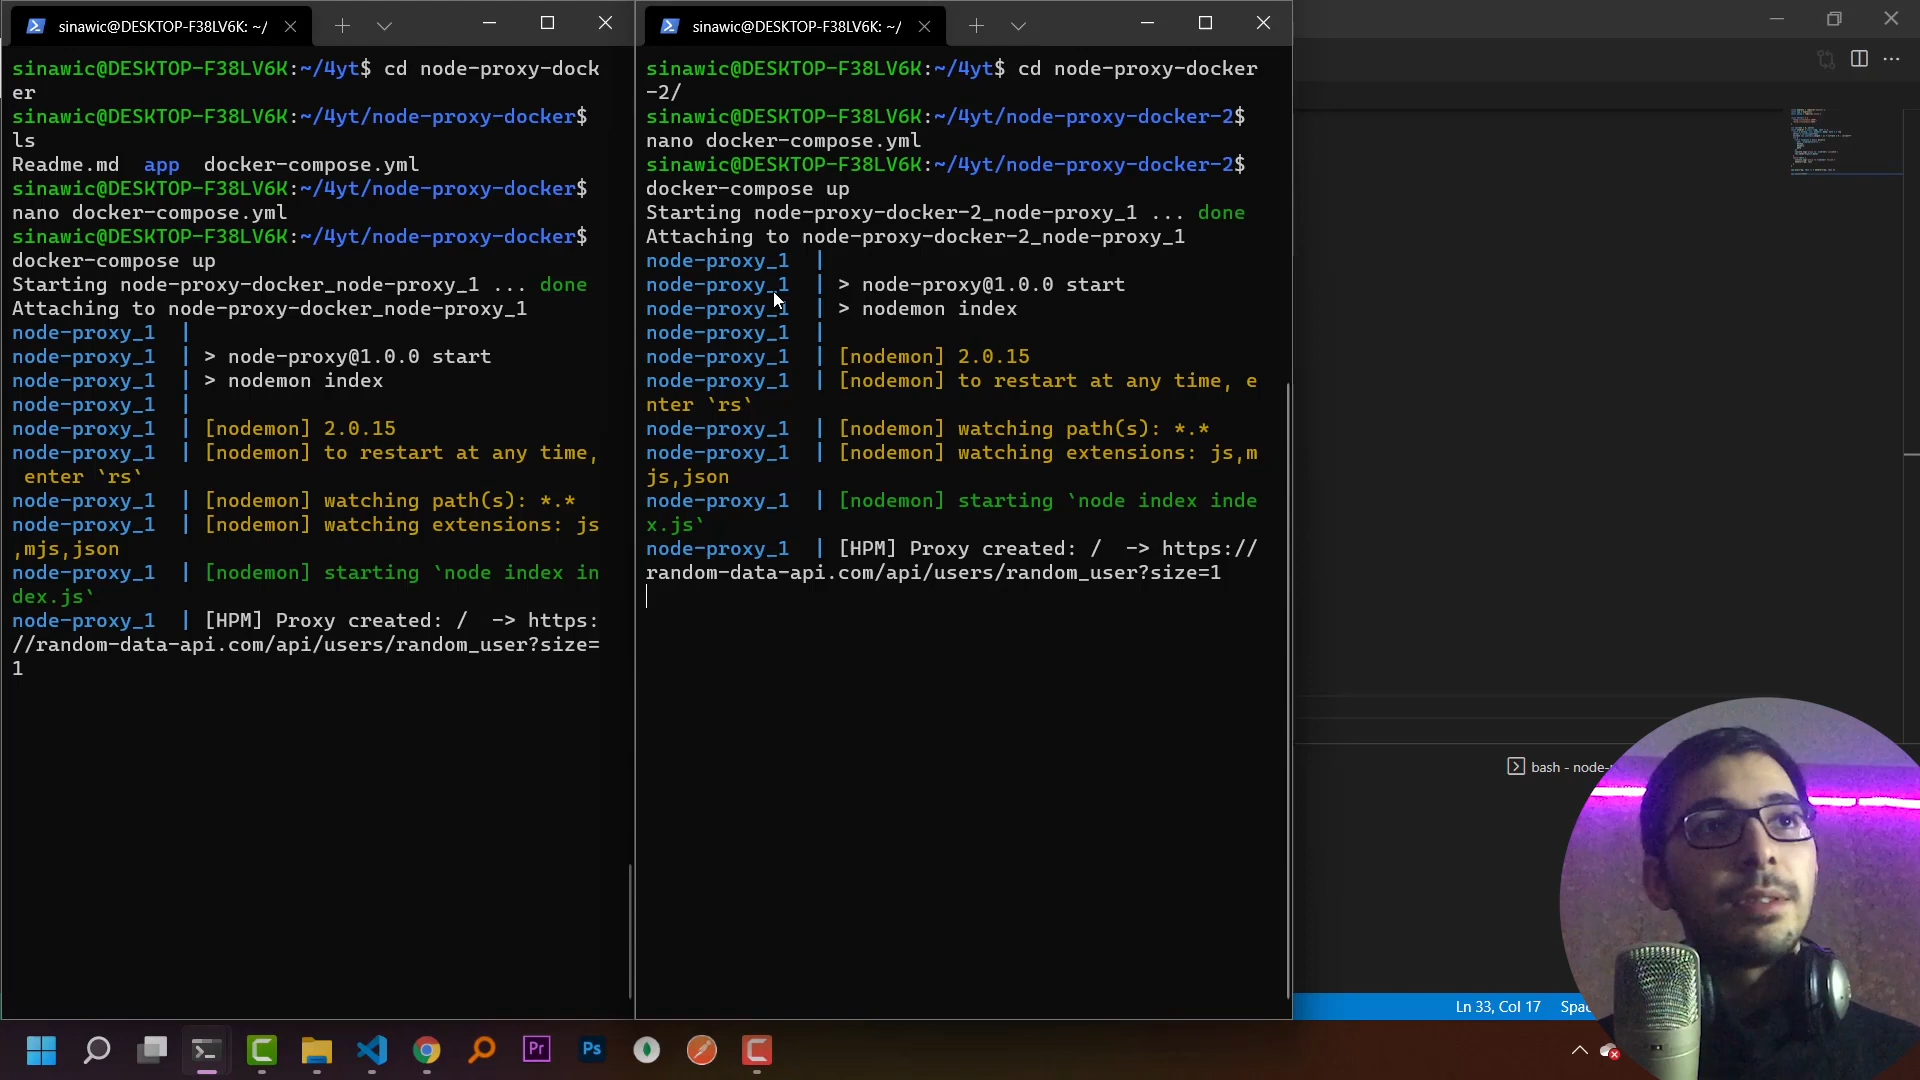 sinawic@DESKTOP-F38LV6K: ~/
sinawic@DESKTOP-F38LV6K:~/4yt$ cd node-proxy-dock
er
sinawic@DESKTOP-F38LV6K:~/4yt/node-proxy-docker$
ls
Readme.md  app  docker-compose.yml
sinawic@DESKTOP-F38LV6K:~/4yt/node-proxy-docker$
nano docker-compose.yml
sinawic@DESKTOP-F38LV6K:~/4yt/node-proxy-docker$
docker-compose up
Starting node-proxy-docker_node-proxy_1 ... done
Attaching to node-proxy-docker_node-proxy_1
node-proxy_1  |
node-proxy_1  | > node-proxy@1.0.0 start
node-proxy_1  | > nodemon index
node-proxy_1  |
node-proxy_1  | [nodemon] 2.0.15
node-proxy_1  | [nodemon] to restart at any time,
 enter `rs`
node-proxy_1  | [nodemon] watching path(s): *.*
node-proxy_1  | [nodemon] watching extensions: js
,mjs,json
node-proxy_1  | [nodemon] starting `node index in
dex.js`
node-proxy_1  | [HPM] Proxy created: /  -> https:
//random-data-api.com/api/users/random_user?size=
1
sinawic@DESKTOP-F38LV6K: ~/
sinawic@DESKTOP-F38LV6K:~/4yt$ cd node-proxy-docker
-2/
sinawic@DESKTOP-F38LV6K:~/4yt/node-proxy-docker-2$
nano docker-compose.yml
sinawic@DESKTOP-F38LV6K:~/4yt/node-proxy-docker-2$
docker-compose up
Starting node-proxy-docker-2_node-proxy_1 ... done
Attaching to node-proxy-docker-2_node-proxy_1
node-proxy_1  |
node-proxy_1  | > node-proxy@1.0.0 start
node-proxy_1  | > nodemon index
node-proxy_1  |
node-proxy_1  | [nodemon] 2.0.15
node-proxy_1  | [nodemon] to restart at any time, e
nter `rs`
node-proxy_1  | [nodemon] watching path(s): *.*
node-proxy_1  | [nodemon] watching extensions: js,m
js,json
node-proxy_1  | [nodemon] starting `node index inde
x.js`
node-proxy_1  | [HPM] Proxy created: /  -> https://
random-data-api.com/api/users/random_user?size=1
bash - node-
Ln 33, Col 17  Spac
Pr
Ps